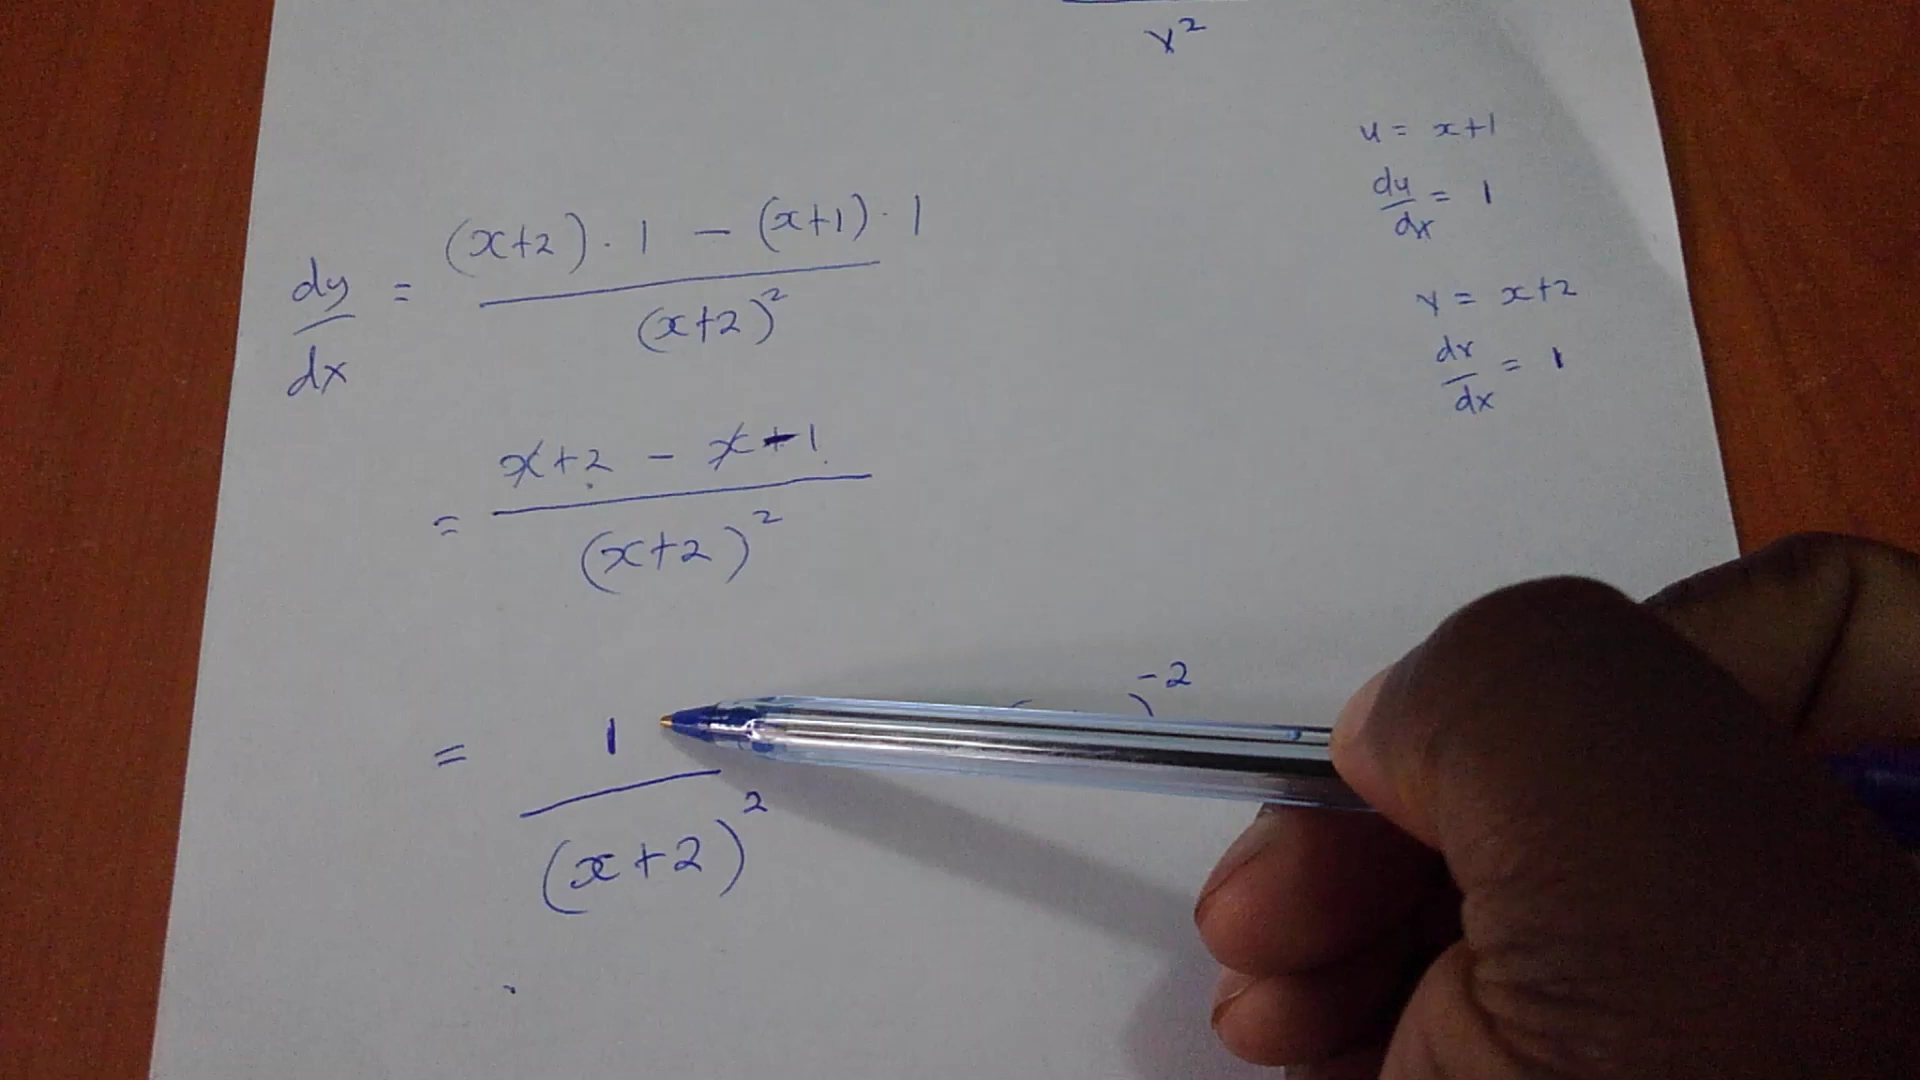 v²
u = x+1
du/dx = 1
v = x+2
dv/dx = 1
dy/dx = (x+2) · 1 − (x+1) · 1 / (x+2)²
= x+2 − x−1 / (x+2)²
= 1 / (x+2)²
( )⁻²